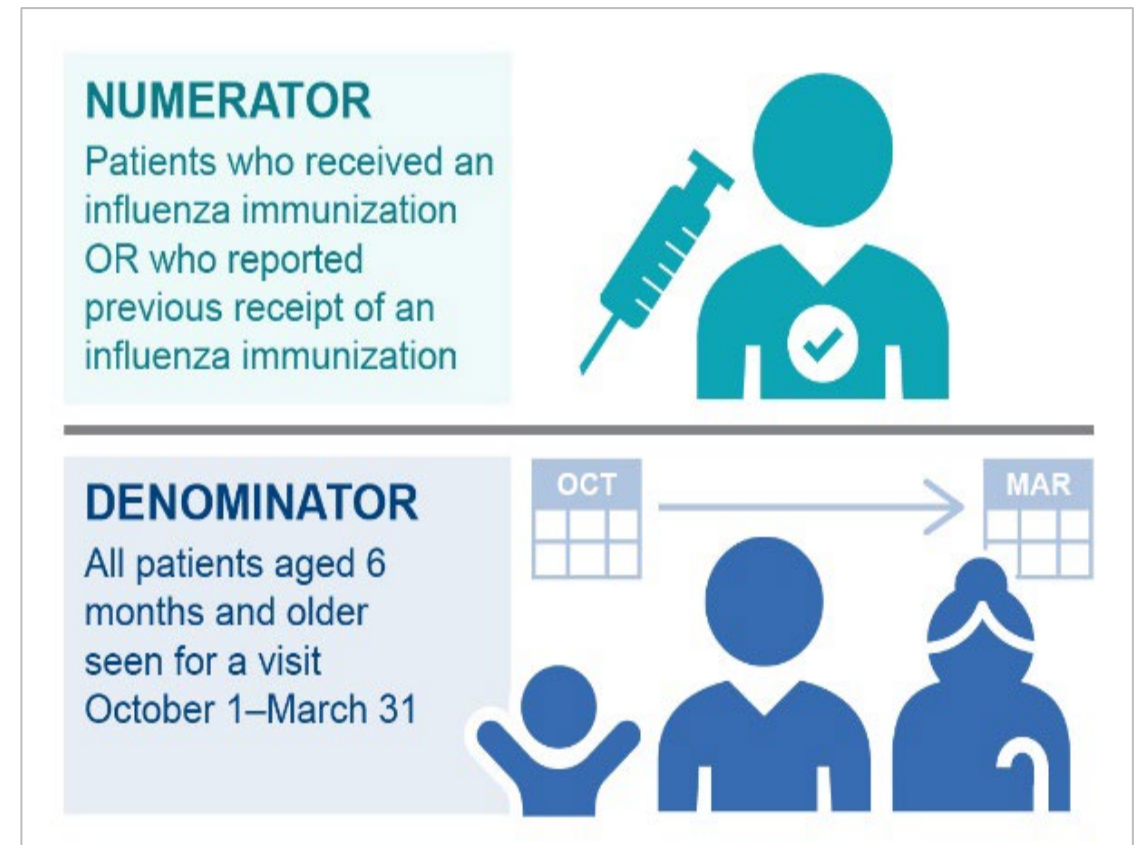 NUMERATOR
Patients who received an
influenza immunization
OR who reported
previous receipt of an
influenza immunization
DENOMINATOR
All patients aged 6
months and older
seen for a visit
October 1–March 31
OCT
MAR